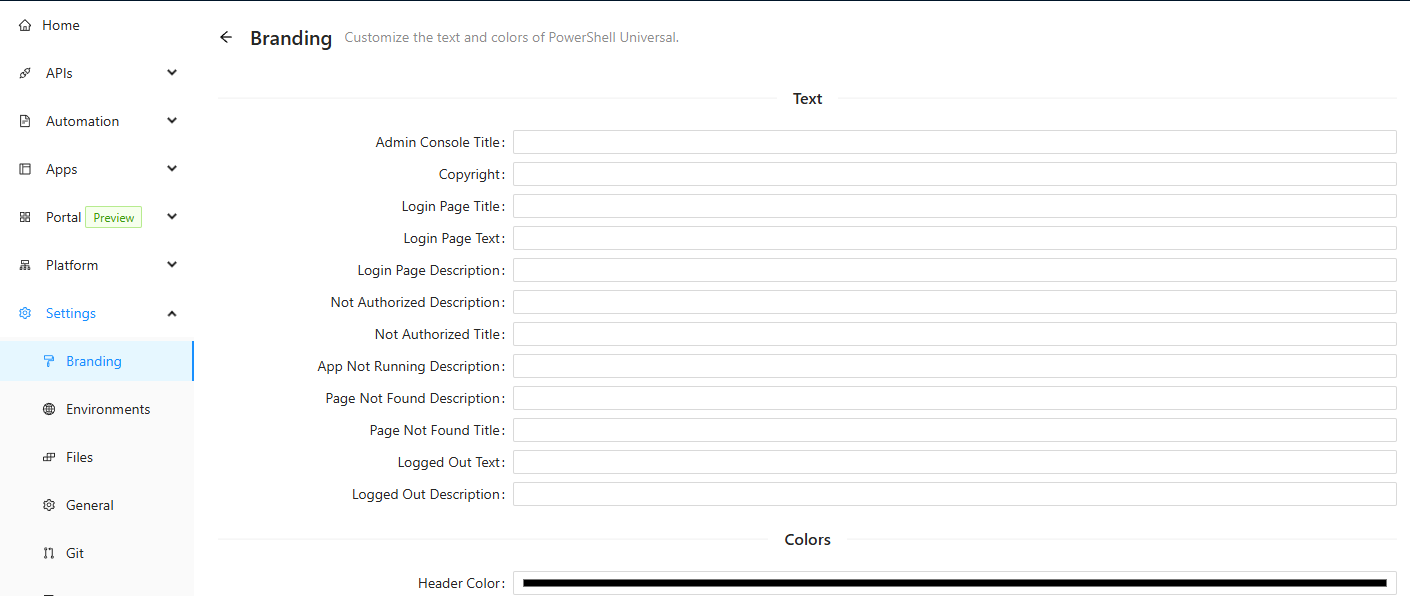 Home
APIs
Automation
Apps
Portal Preview
Platform
Settings
Branding
Environments
Files
General
Git
Branding Customize the text and colors of PowerShell Universal.
Text
Admin Console Title:
Copyright:
Login Page Title:
Login Page Text:
Login Page Description:
Not Authorized Description:
Not Authorized Title:
App Not Running Description:
Page Not Found Description:
Page Not Found Title:
Logged Out Text:
Logged Out Description:
Colors
Header Color: